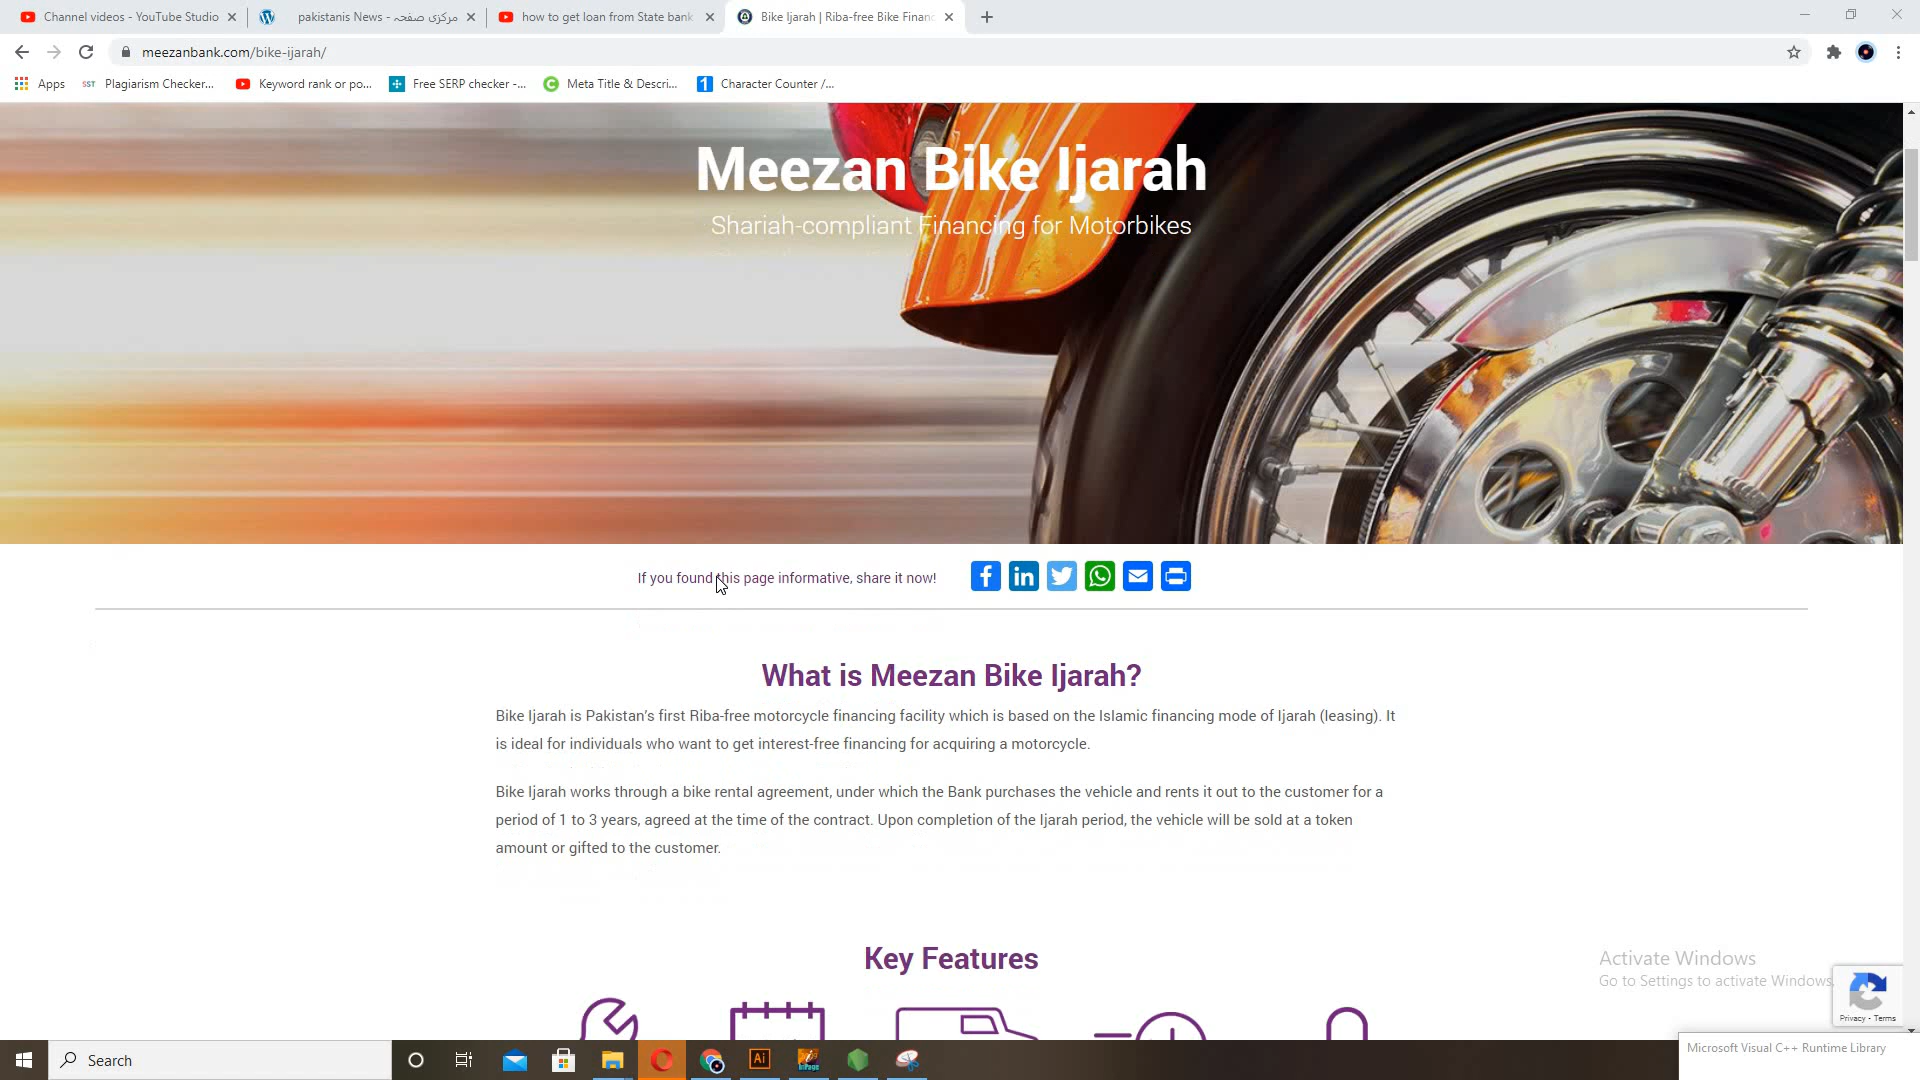 Channel videos - YouTube Studio
pakistanis News - مرکزی صفحہ
how to get loan from State bank
Bike Ijarah | Riba-free Bike Financ
meezanbank.com/bike-ijarah/
Apps
SST Plagiarism Checker...
Keyword rank or po...
Free SERP checker -...
Meta Title & Descri...
Character Counter /...
Meezan Bike Ijarah
Shariah-compliant Financing for Motorbikes
If you found this page informative, share it now!
What is Meezan Bike Ijarah?
Bike Ijarah is Pakistan's first Riba-free motorcycle financing facility which is based on the Islamic financing mode of Ijarah (leasing). It
is ideal for individuals who want to get interest-free financing for acquiring a motorcycle.
Bike Ijarah works through a bike rental agreement, under which the Bank purchases the vehicle and rents it out to the customer for a
period of 1 to 3 years, agreed at the time of the contract. Upon completion of the Ijarah period, the vehicle will be sold at a token
amount or gifted to the customer.
Key Features
Activate Windows
Go to Settings to activate Windows.
Privacy - Terms
Microsoft Visual C++ Runtime Library
Search
Ai